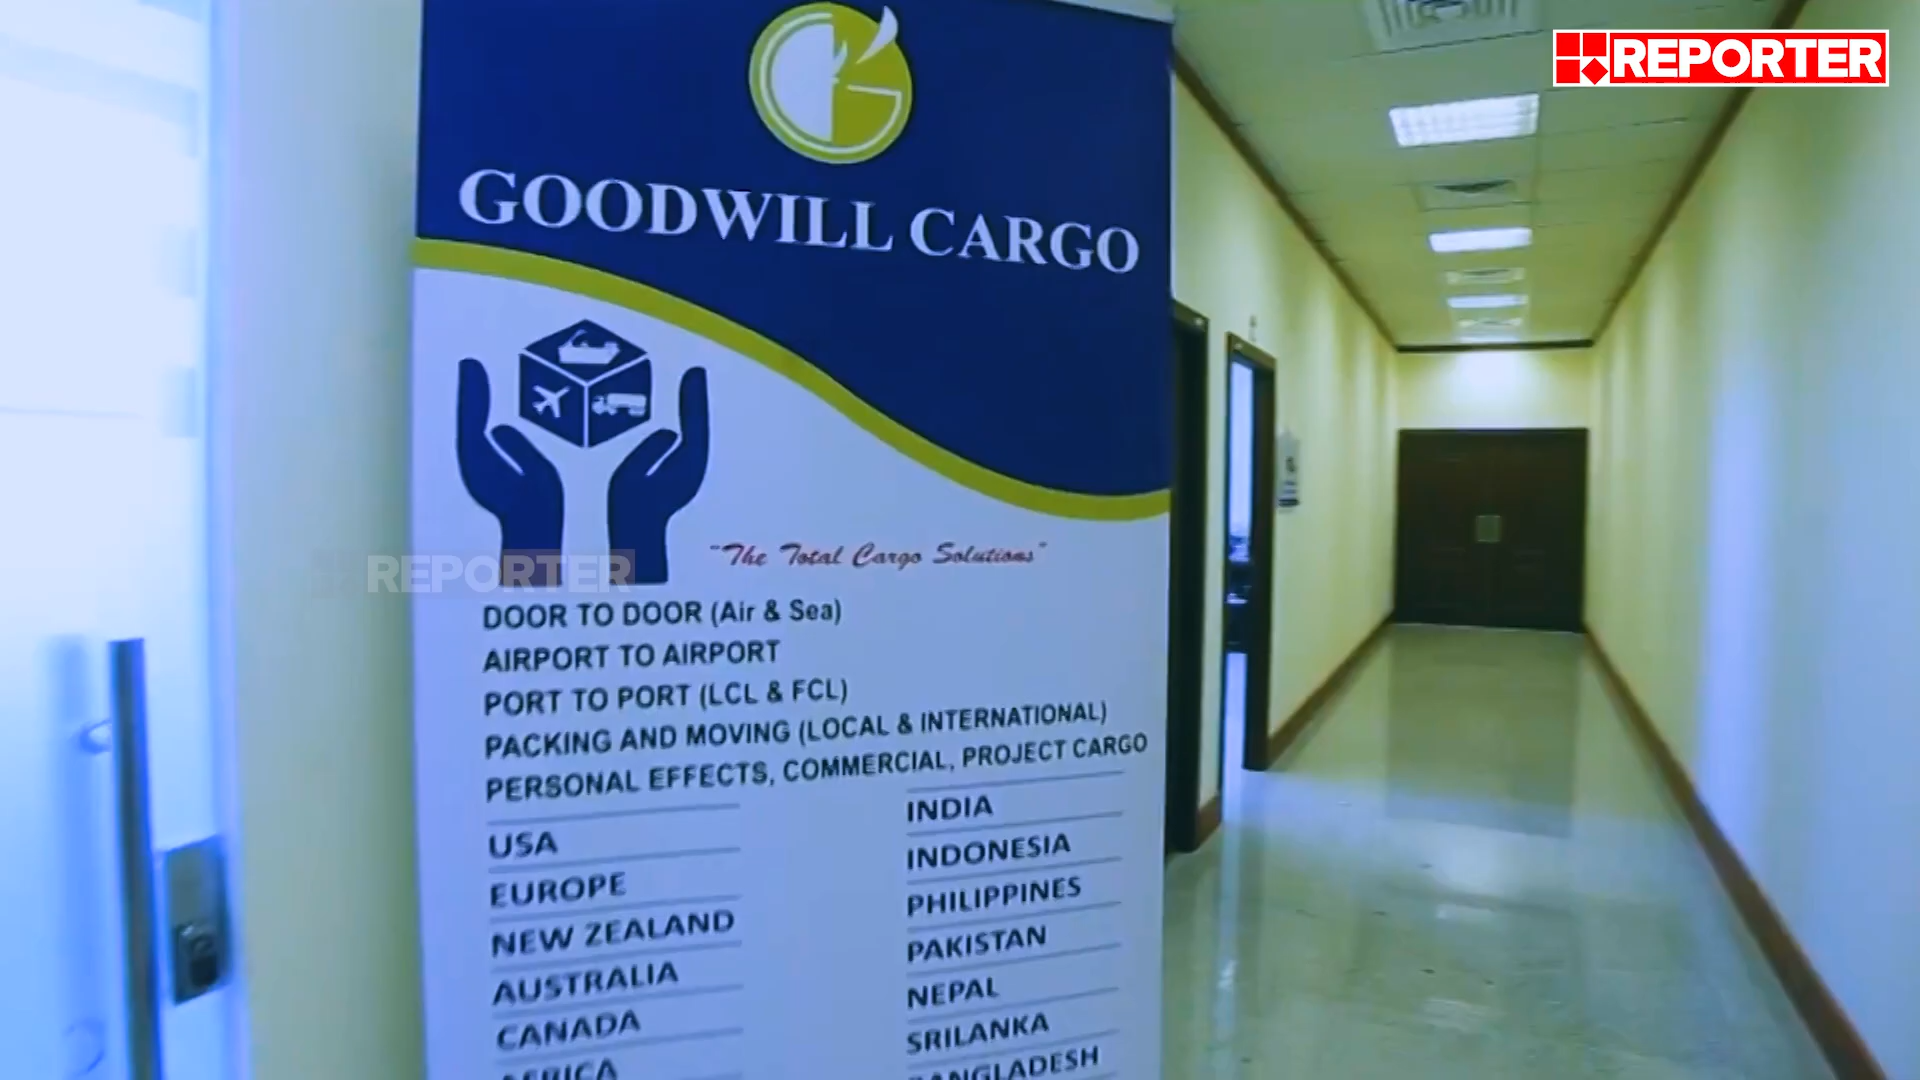 REPORTER
GOODWILL CARGO
"The Total Cargo Solutions"
REPORTER
DOOR TO DOOR (Air & Sea)
AIRPORT TO AIRPORT
PORT TO PORT (LCL & FCL)
PACKING AND MOVING (LOCAL & INTERNATIONAL)
PERSONAL EFFECTS, COMMERCIAL, PROJECT CARGO
USA
EUROPE
NEW ZEALAND
AUSTRALIA
CANADA
AFRICA
INDIA
INDONESIA
PHILIPPINES
PAKISTAN
NEPAL
SRILANKA
BANGLADESH